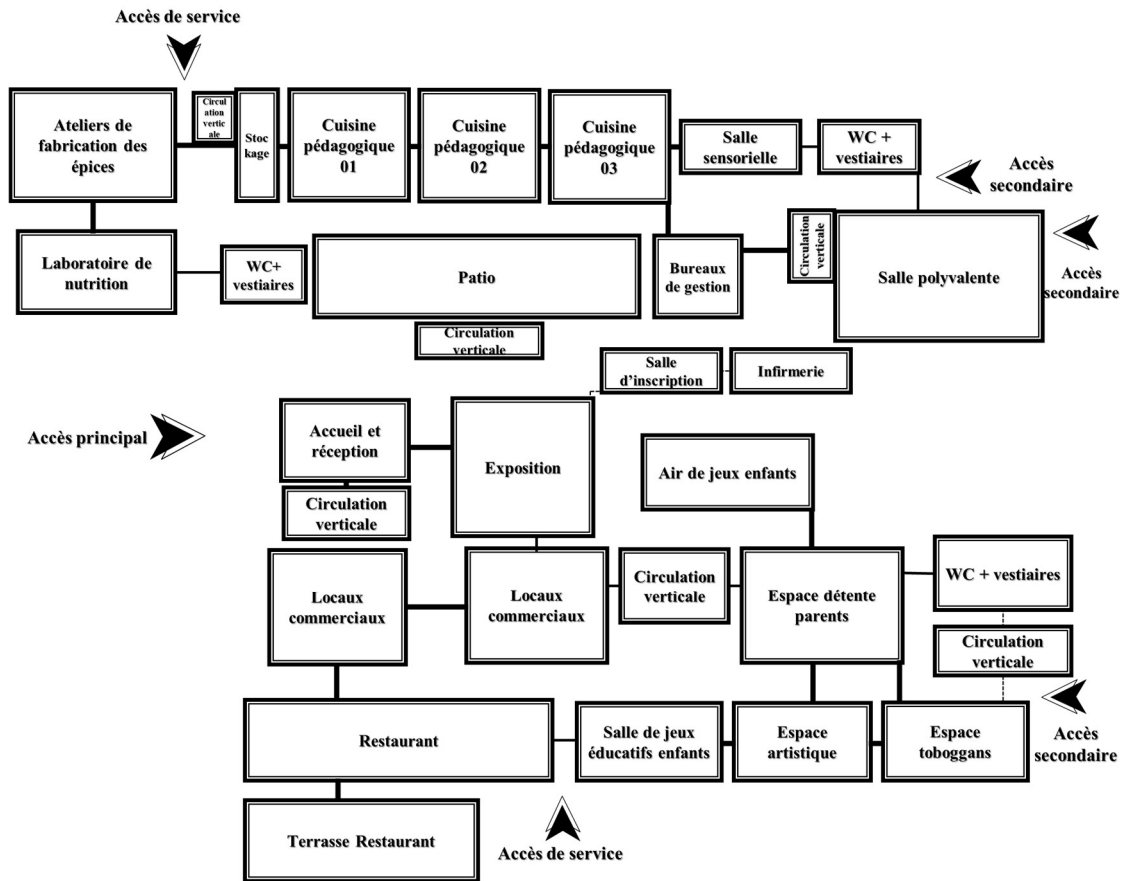 Accès de service
Ateliers de
fabrication des
épices
Circul
ation
vertic
ale
Stoc
kage
Cuisine
pédagogique
01
Cuisine
pédagogique
02
Cuisine
pédagogique
03
Salle
sensorielle
WC +
vestiaires
Accès
secondaire
Laboratoire de
nutrition
WC+
vestiaires
Patio
Bureaux
de gestion
Circulation
verticale
Salle polyvalente
Accès
secondaire
Circulation
verticale
Salle
d’inscription
Infirmerie
Accès principal
Accueil et
réception
Exposition
Air de jeux enfants
Circulation
verticale
Locaux
commerciaux
Locaux
commerciaux
Circulation
verticale
Espace détente
parents
WC + vestiaires
Circulation
verticale
Restaurant
Salle de jeux
éducatifs enfants
Espace
artistique
Espace
toboggans
Accès
secondaire
Terrasse Restaurant
Accès de service